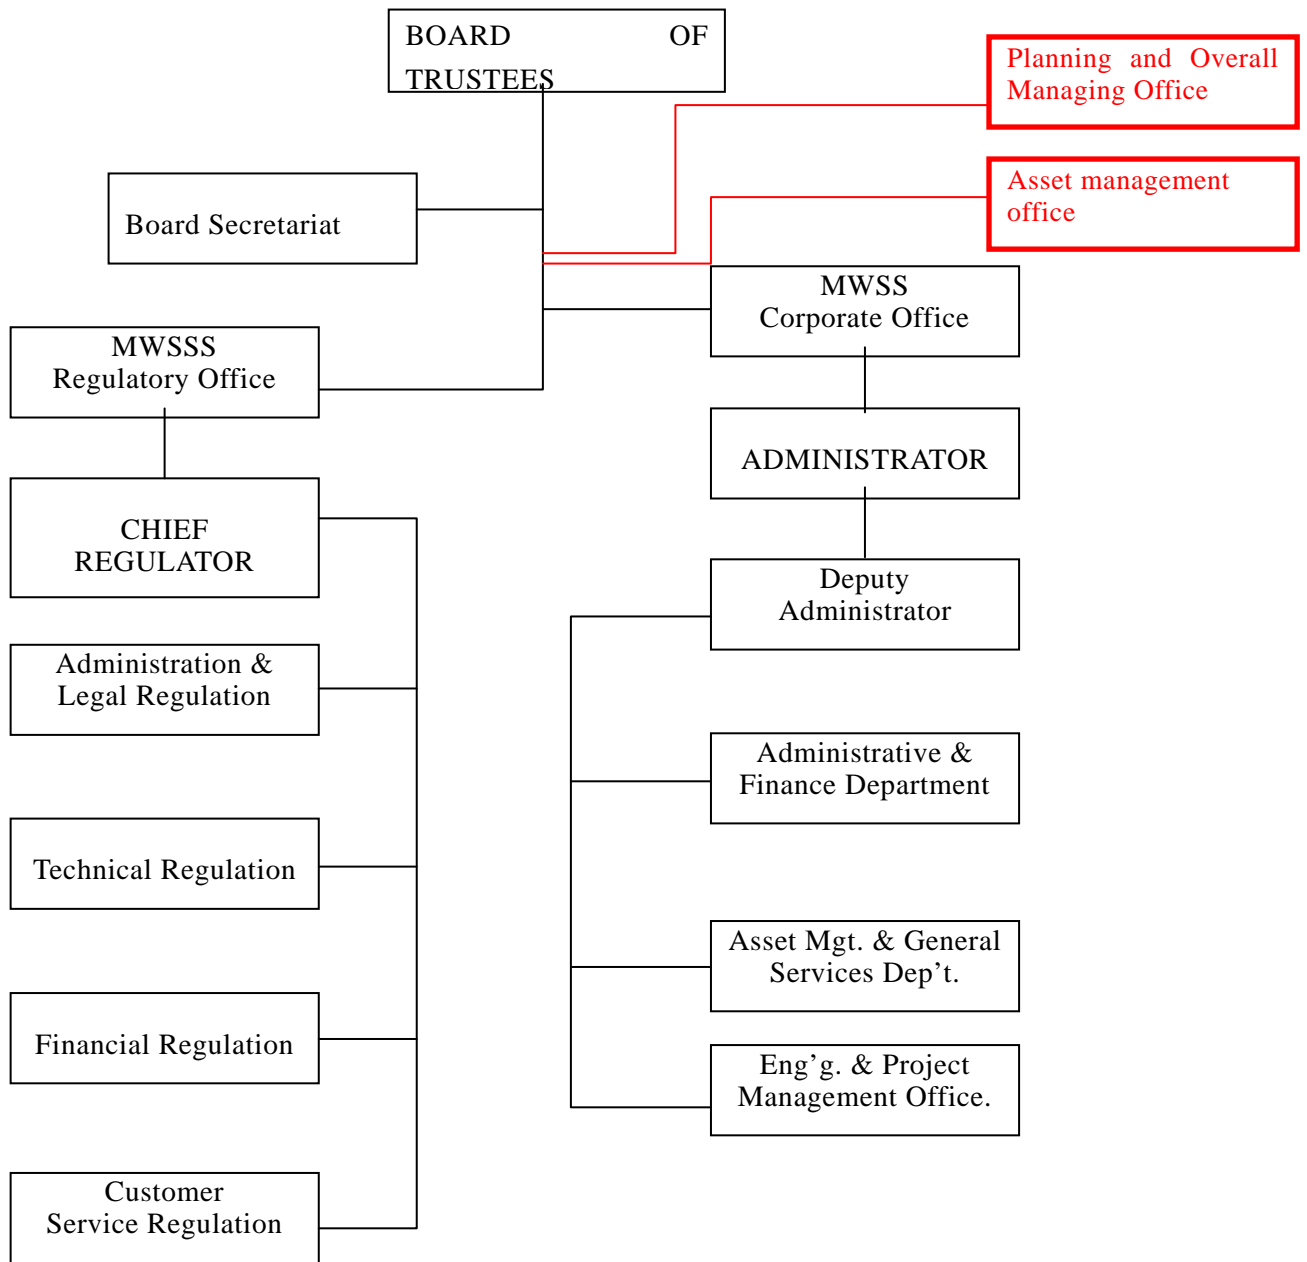 BOARD OF
TRUSTEES
Planning and Overall
Managing Office
Asset management
office
Board Secretariat
MWSS
Corporate Office
MWSSS
Regulatory Office
ADMINISTRATOR
CHIEF
REGULATOR
Deputy
Administrator
Administration &
Legal Regulation
Administrative &
Finance Department
Technical Regulation
Asset Mgt. & General
Services Dep’t.
Financial Regulation
Eng’g. & Project
Management Office.
Customer
Service Regulation